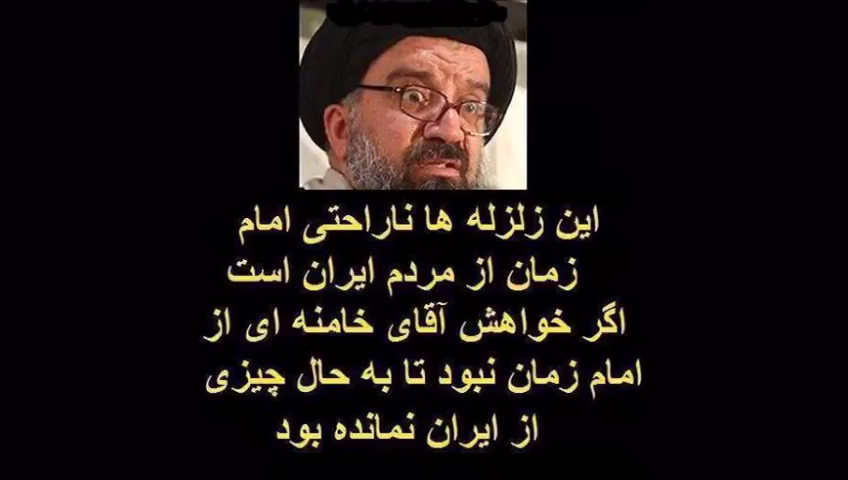 این زلزله ها ناراحتی امام
زمان از مردم ایران است
اگر خواهش آقای خامنه ای از
امام زمان نبود تا به حال چیزی
از ایران نمانده بود